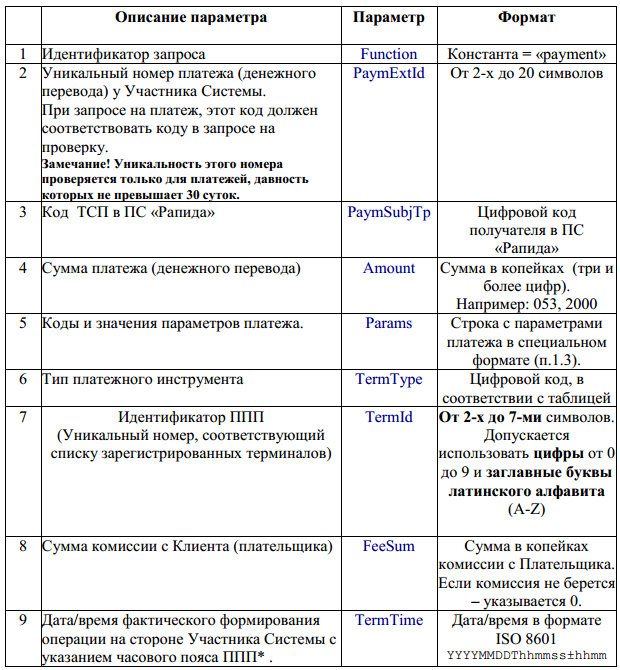 Описание параметра Параметр Формат
1 Идентификатор запроса Function Константа = «payment»
2 Уникальный номер платежа (денежного PaymExtId От 2-х до 20 символов
перевода) у Участника Системы.
При запросе на платеж, этот код должен
соответствовать коду в запросе на
проверку.
Замечание! Уникальность этого номера
проверяется только для платежей, давность
которых не превышает 30 суток.
3 Код ТСП в ПС «Рапида» PaymSubjTp Цифровой код
получателя в ПС
«Рапида»
4 Сумма платежа (денежного перевода) Amount Сумма в копейках (три и
более цифр).
Например: 053, 2000
5 Коды и значения параметров платежа. Params Строка с параметрами
платежа в специальном
формате (п.1.3).
6 Тип платежного инструмента TermType Цифровой код, в
соответствии с таблицей
7 Идентификатор ППП TermId От 2-х до 7-ми символов.
(Уникальный номер, соответствующий Допускается
списку зарегистрированных терминалов) использовать цифры от 0
до 9 и заглавные буквы
латинского алфавита
(A-Z)
8 Сумма комиссии с Клиента (плательщика) FeeSum Сумма в копейках
комиссии с Плательщика.
Если комиссия не берется
– указывается 0.
9 Дата/время фактического формирования TermTime Дата/время в формате
операции на стороне Участника Системы с ISO 8601
указанием часового пояса ППП* . YYYYMMDDThhmmss±hhmm